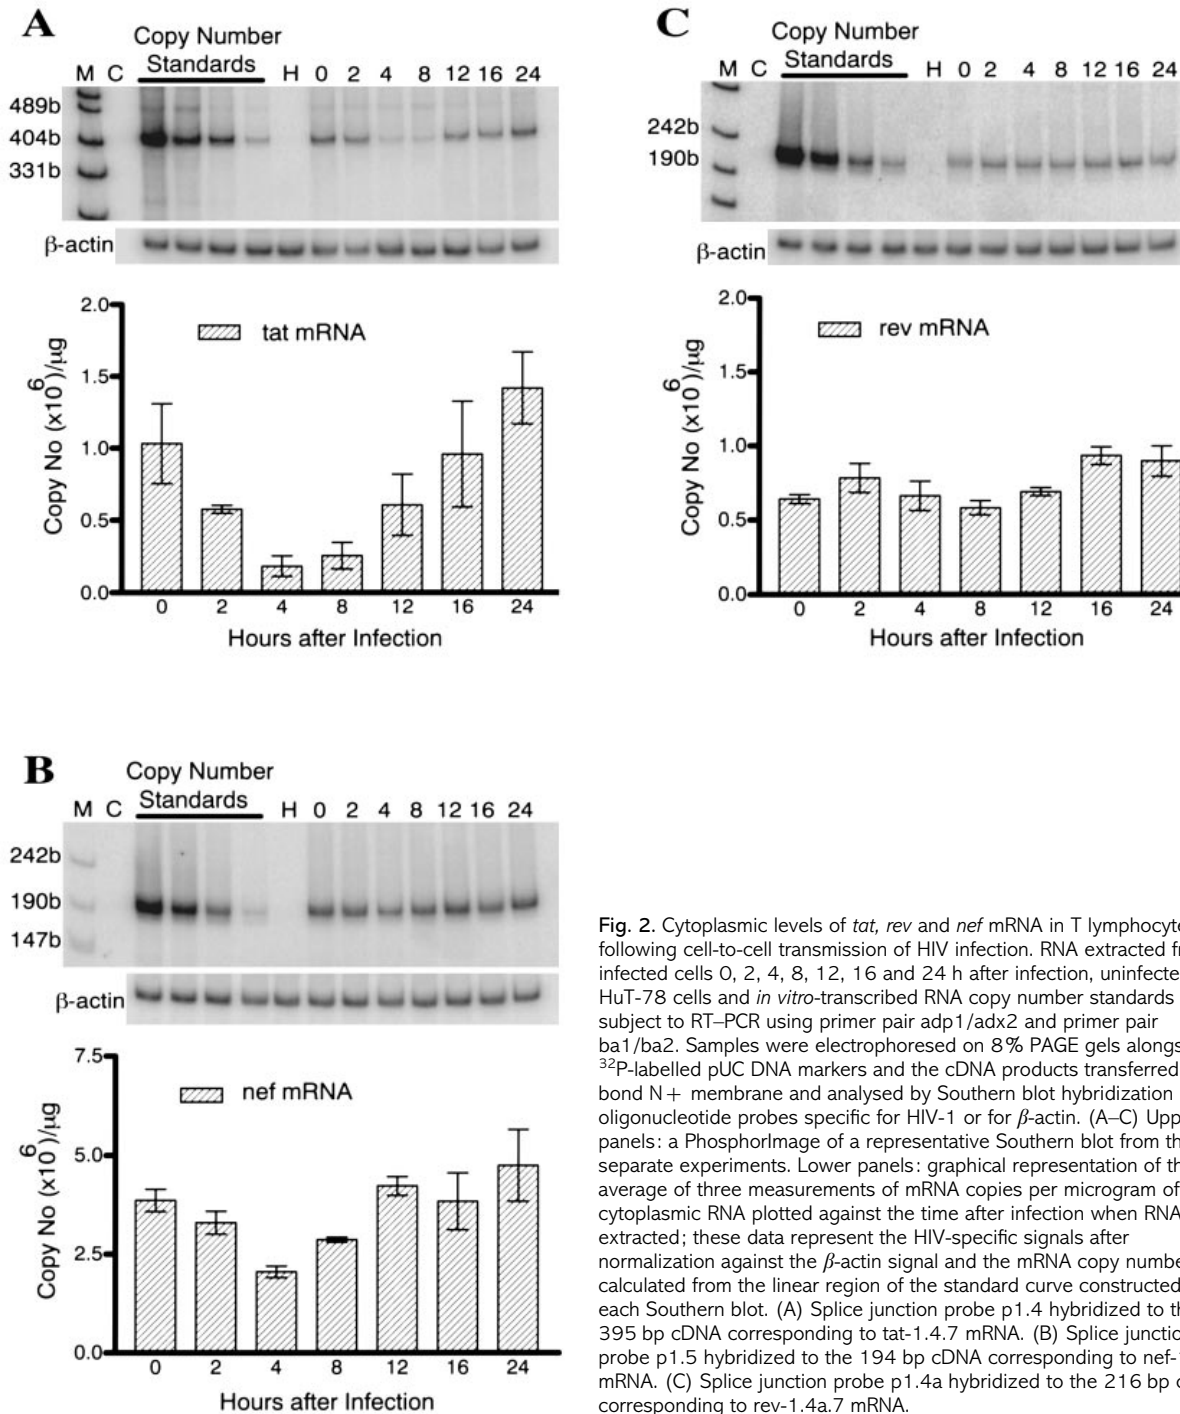 A
Copy Number
Standards
M C H 0 2 4 8 12 16 24
489b
404b
331b
β-actin
2.0
1.5
1.0
0.5
0.0
Copy No (x10⁶)/μg
tat mRNA
0 2 4 8 12 16 24
Hours after Infection
C
Copy Number
Standards
M C H 0 2 4 8 12 16 24
242b
190b
β-actin
2.0
1.5
1.0
0.5
0.0
Copy No (x10⁶)/μg
rev mRNA
0 2 4 8 12 16 24
Hours after Infection
B
Copy Number
Standards
M C H 0 2 4 8 12 16 24
242b
190b
147b
β-actin
7.5
5.0
2.5
0.0
Copy No (x10⁶)/μg
nef mRNA
0 2 4 8 12 16 24
Hours after Infection
Fig. 2. Cytoplasmic levels of tat, rev and nef mRNA in T lymphocyte
following cell-to-cell transmission of HIV infection. RNA extracted
infected cells 0, 2, 4, 8, 12, 16 and 24 h after infection,
HuT-78 cells and in vitro-transcribed RNA copy number standards
subject to RT–PCR using primer pair adp1/adx2 and primer pair
ba1/ba2. Samples were electrophoresed on 8% PAGE gels
³²P-labelled pUC DNA markers and the cDNA products transferred
bond N+ membrane and analysed by Southern blot hybridization
oligonucleotide probes specific for HIV-1 or for β-actin. (A–C)
panels: a PhosphorImage of a representative Southern blot from
separate experiments. Lower panels: graphical representation of
average of three measurements of mRNA copies per microgram of
cytoplasmic RNA plotted against the time after infection when RNA
extracted; these data represent the HIV-specific signals after
normalization against the β-actin signal and the mRNA copy
calculated from the linear region of the standard curve constructed
each Southern blot. (A) Splice junction probe p1.4 hybridized to
395 bp cDNA corresponding to tat-1.4.7 mRNA. (B) Splice
probe p1.5 hybridized to the 194 bp cDNA corresponding to
mRNA. (C) Splice junction probe p1.4a hybridized to the 216 bp
corresponding to rev-1.4a.7 mRNA.